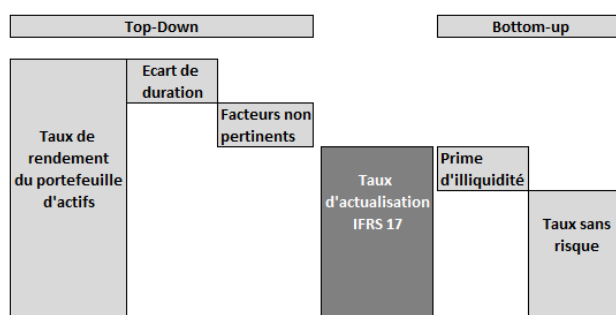 Top-Down
Bottom-up
Ecart de
duration
Facteurs non
pertinents
Taux de
rendement
du portefeuille
d'actifs
Taux
d'actualisation
IFRS 17
Prime
d'illiquidité
Taux sans
risque